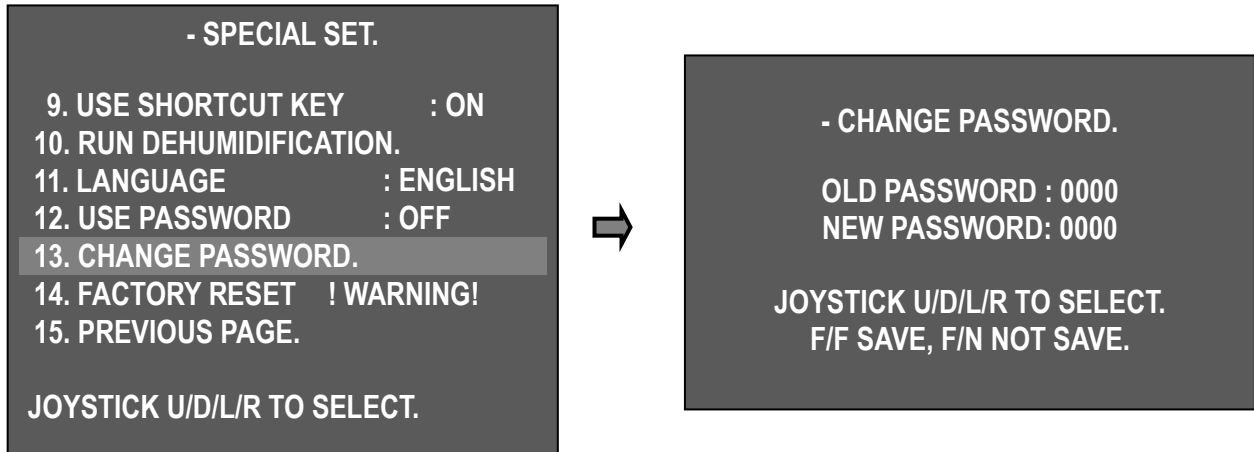 - SPECIAL SET.
9. USE SHORTCUT KEY : ON
10. RUN DEHUMIDIFICATION.
11. LANGUAGE : ENGLISH
12. USE PASSWORD : OFF
13. CHANGE PASSWORD.
14. FACTORY RESET ! WARNING!
15. PREVIOUS PAGE.
JOYSTICK U/D/L/R TO SELECT.
- CHANGE PASSWORD.
OLD PASSWORD : 0000
NEW PASSWORD: 0000
JOYSTICK U/D/L/R TO SELECT.
F/F SAVE, F/N NOT SAVE.